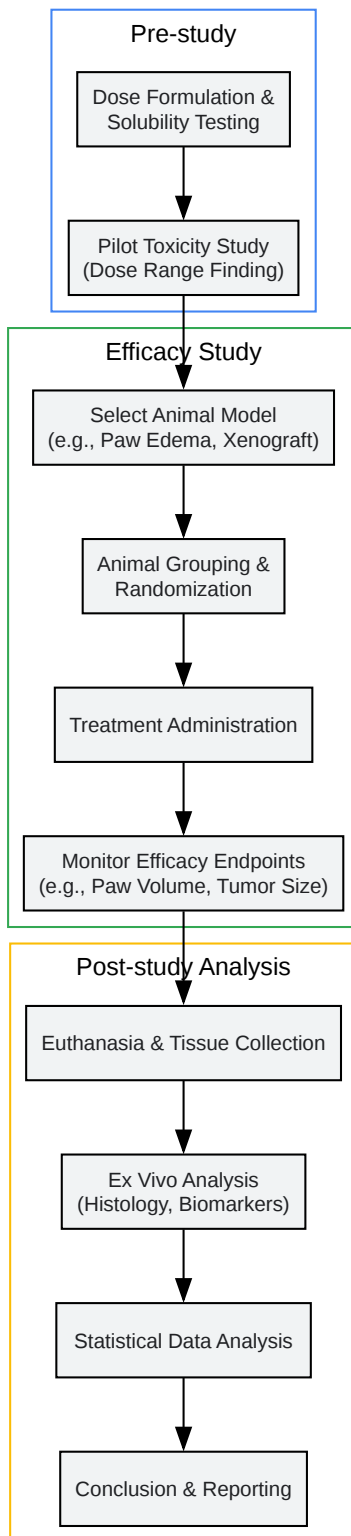 Pre-study
Dose Formulation &
Solubility Testing
Pilot Toxicity Study
(Dose Range Finding)
Efficacy Study
Select Animal Model
(e.g., Paw Edema, Xenograft)
Animal Grouping &
Randomization
Treatment Administration
Monitor Efficacy Endpoints
(e.g., Paw Volume, Tumor Size)
Post-study Analysis
Euthanasia & Tissue Collection
Ex Vivo Analysis
(Histology, Biomarkers)
Statistical Data Analysis
Conclusion & Reporting